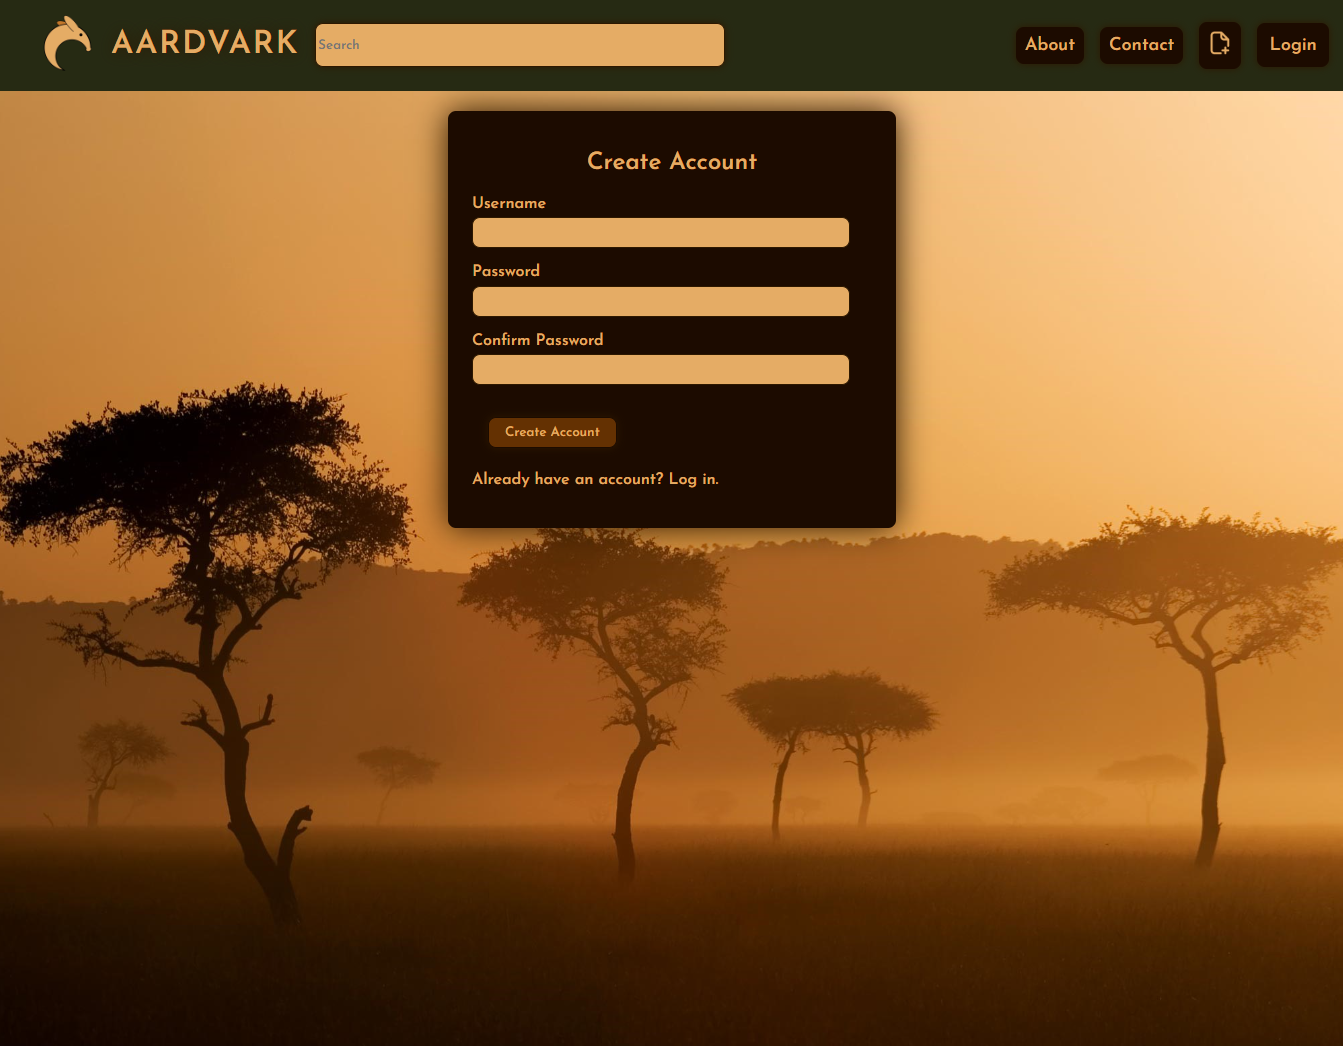 AARDVARK
Search
About
Contact
Login
Create Account
Username
Password
Confirm Password
Create Account
Already have an account? Log in.